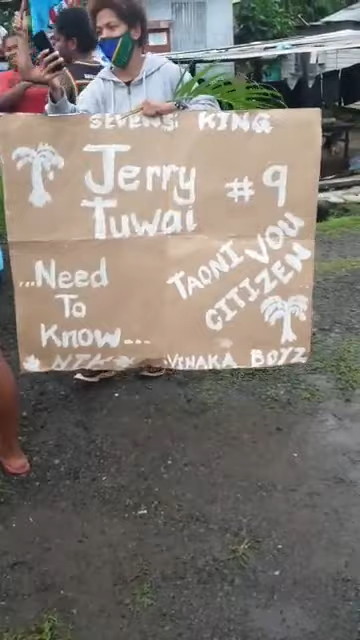 SEVENS KING
Jerry #9
Tuwai
...Need
To
Know...
TAONI VOU
CITIZEN
NTK VINAKA BOYZ